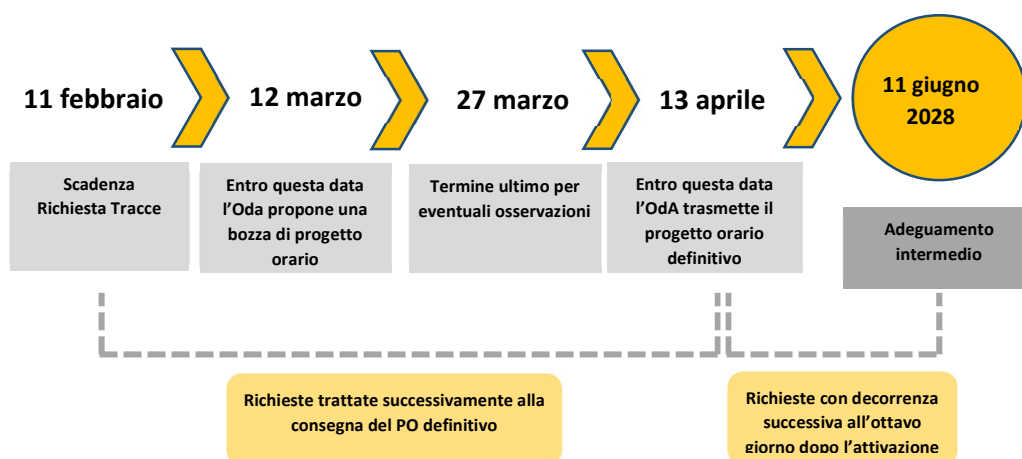 11 febbraio
12 marzo
27 marzo
13 aprile
11 giugno
2028
Scadenza
Richiesta Tracce
Entro questa data
l’Oda propone una
bozza di progetto
orario
Termine ultimo per
eventuali osservazioni
Entro questa data
l’OdA trasmette il
progetto orario
definitivo
Adeguamento
intermedio
Richieste trattate successivamente alla
consegna del PO definitivo
Richieste con decorrenza
successiva all’ottavo
giorno dopo l’attivazione